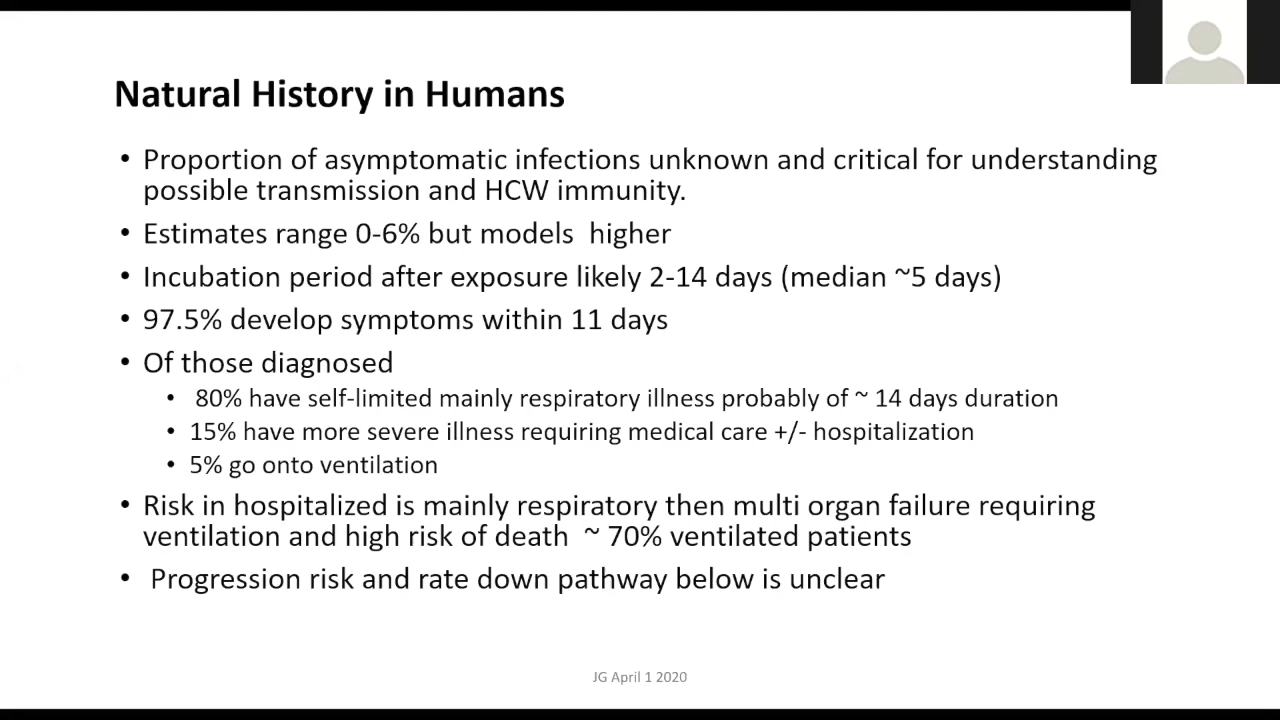 Natural History in Humans
• Proportion of asymptomatic infections unknown and critical for understanding
possible transmission and HCW immunity.
• Estimates range 0-6% but models  higher
• Incubation period after exposure likely 2-14 days (median ~5 days)
• 97.5% develop symptoms within 11 days
• Of those diagnosed
• 80% have self-limited mainly respiratory illness probably of ~ 14 days duration
• 15% have more severe illness requiring medical care +/- hospitalization
• 5% go onto ventilation
• Risk in hospitalized is mainly respiratory then multi organ failure requiring
ventilation and high risk of death  ~ 70% ventilated patients
• Progression risk and rate down pathway below is unclear
JG April 1 2020